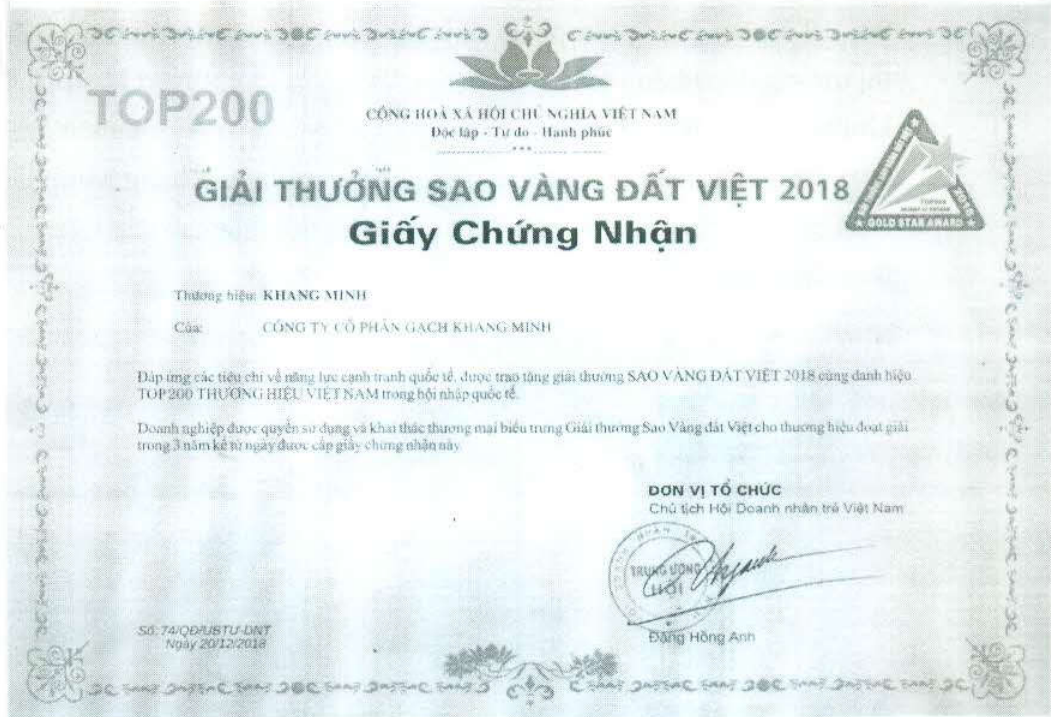 TOP200
CỘNG HOÀ XÃ HỘI CHỦ NGHĨA VIỆT NAM
Độc lập - Tự do - Hạnh phúc
GIẢI THƯỞNG SAO VÀNG ĐẤT VIỆT 2018
Giấy Chứng Nhận
TOP200
2018
GOLD STAR AWARD
Thương hiệu: KHANG MINH
Của: CÔNG TY CỔ PHẦN GẠCH KHANG MINH
Đáp ứng các tiêu chí về năng lực cạnh tranh quốc tế, được trao tặng giải thưởng SAO VÀNG ĐẤT VIỆT 2018 cùng danh hiệu
TOP200 THƯƠNG HIỆU VIỆT NAM trong hội nhập quốc tế.
Doanh nghiệp được quyền sử dụng và khai thác thương mại biểu trưng Giải thưởng Sao Vàng đất Việt cho thương hiệu đoạt giải
trong 3 năm kể từ ngày được cấp giấy chứng nhận này.
ĐƠN VỊ TỔ CHỨC
Chủ tịch Hội Doanh nhân trẻ Việt Nam
TRUNG ƯƠNG
HỘI
Đặng Hồng Anh
Số: 74/QĐ/UBTƯ-DNT
Ngày 20/12/2018